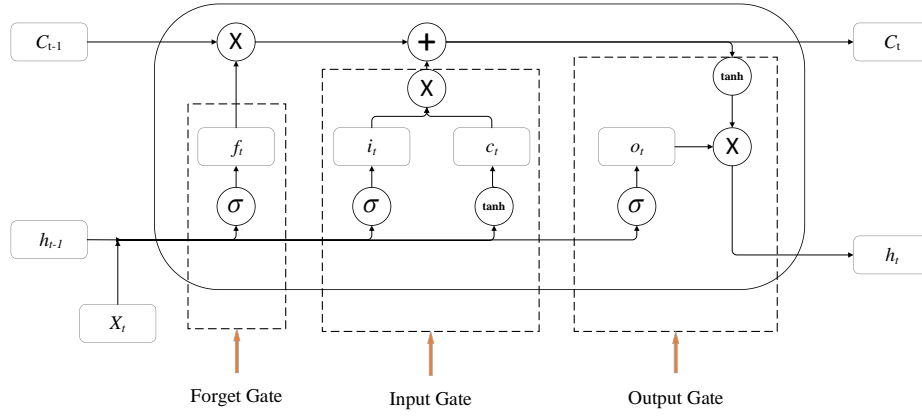 C_{t-1}
X
+
C_t
tanh
X
f_t
i_t
c_t
o_t
X
σ
σ
tanh
σ
h_{t-1}
h_t
X_t
Forget Gate
Input Gate
Output Gate